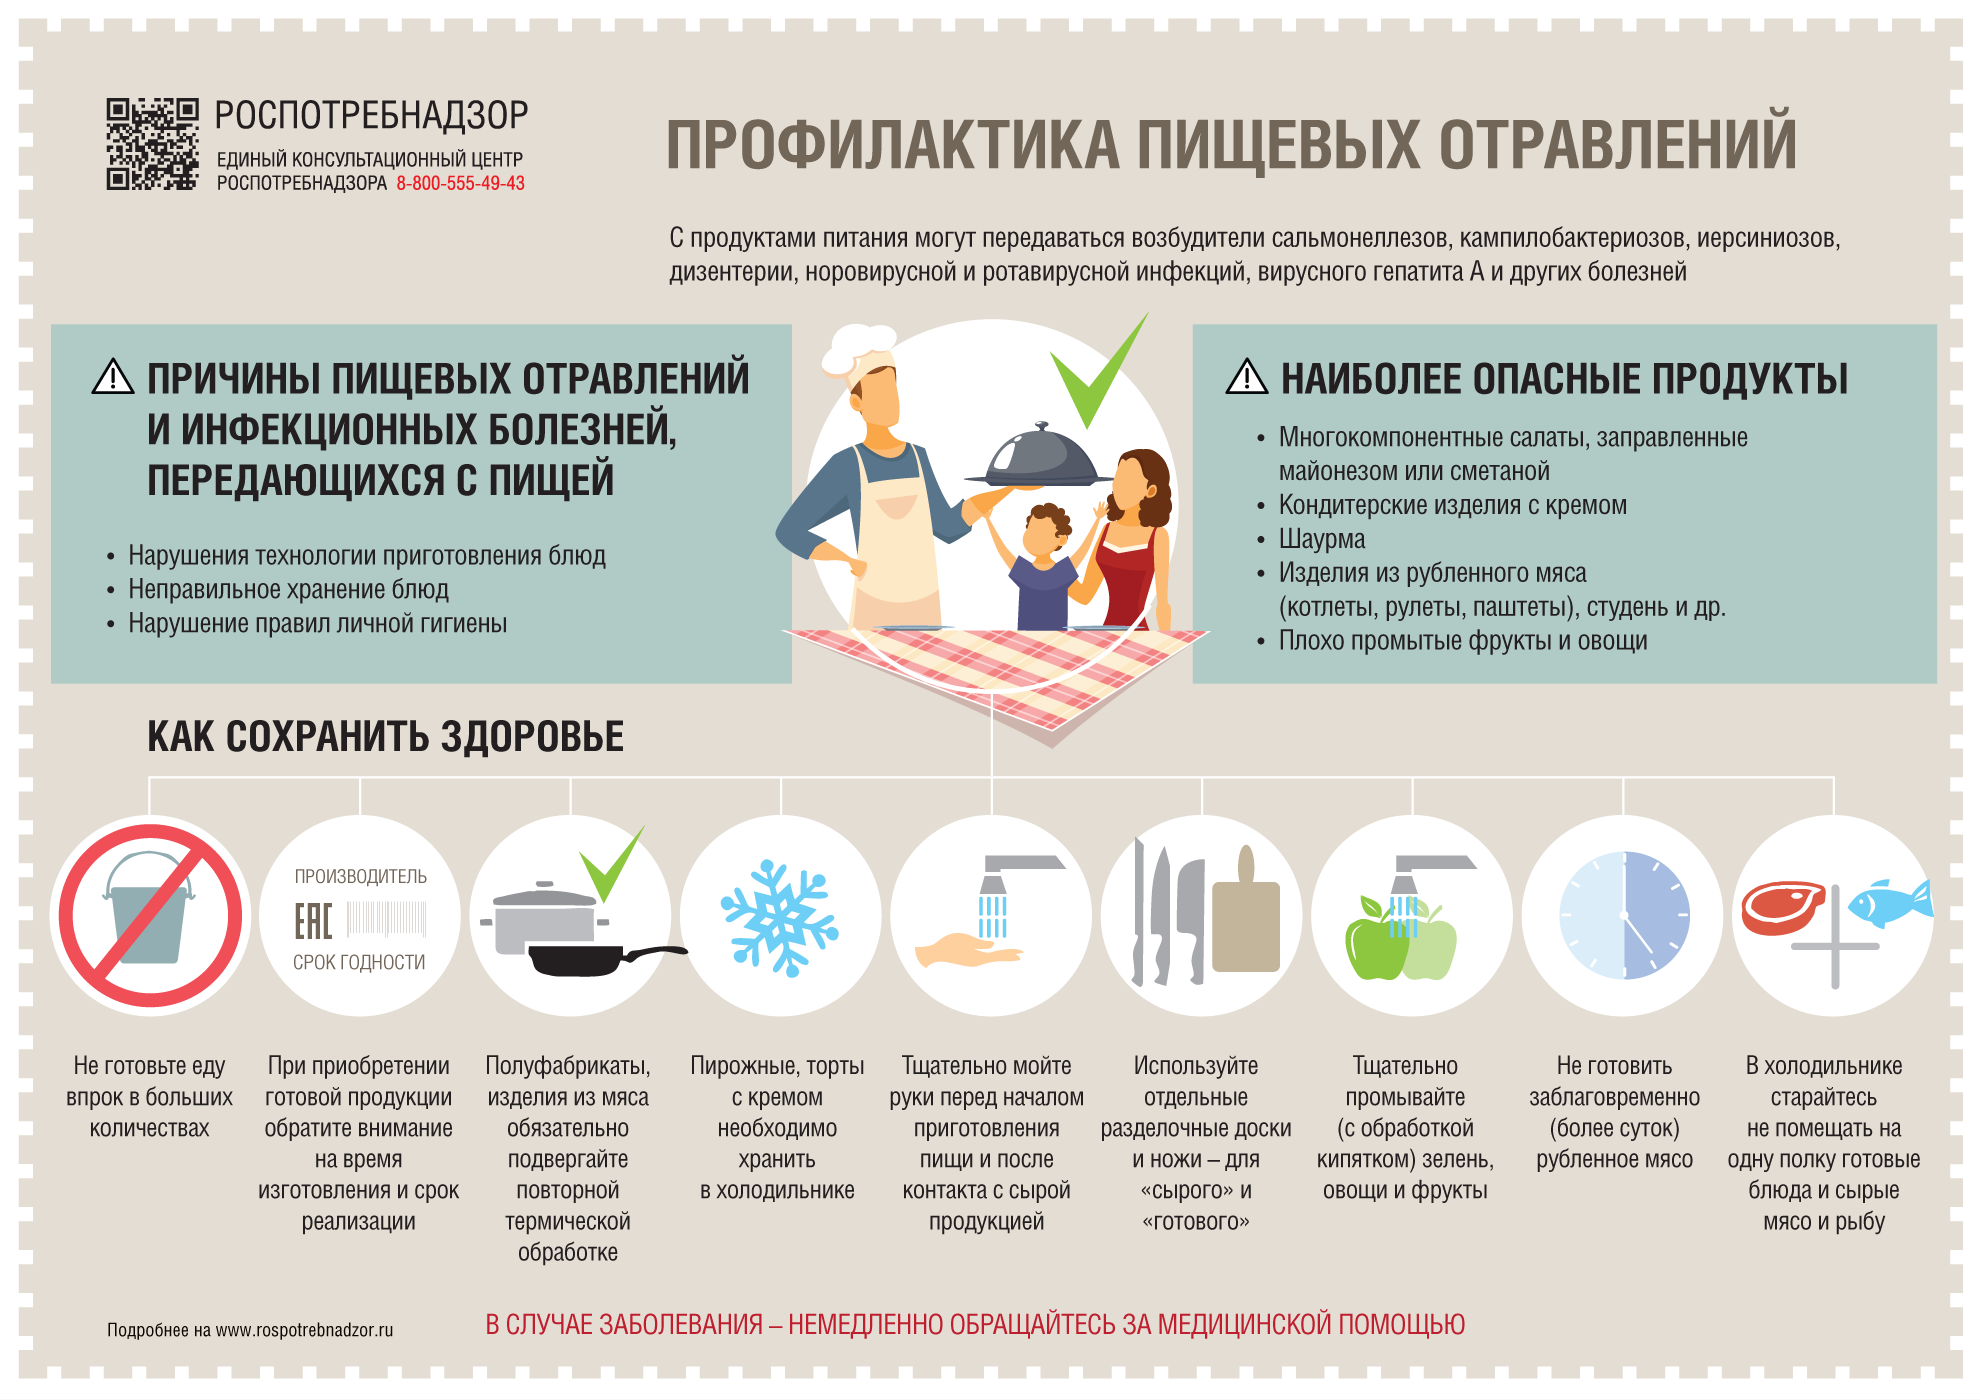 РОСПОТРЕБНАДЗОР
ЕДИНЫЙ КОНСУЛЬТАЦИОННЫЙ ЦЕНТР
РОСПОТРЕБНАДЗОРА 8-800-555-49-43
ПРОФИЛАКТИКА ПИЩЕВЫХ ОТРАВЛЕНИЙ
С продуктами питания могут передаваться возбудители сальмонеллезов, кампилобактериозов, иерсиниозов,
дизентерии, норовирусной и ротавирусной инфекций, вирусного гепатита А и других болезней
ПРИЧИНЫ ПИЩЕВЫХ ОТРАВЛЕНИЙ
И ИНФЕКЦИОННЫХ БОЛЕЗНЕЙ,
ПЕРЕДАЮЩИХСЯ С ПИЩЕЙ
• Нарушения технологии приготовления блюд
• Неправильное хранение блюд
• Нарушение правил личной гигиены
НАИБОЛЕЕ ОПАСНЫЕ ПРОДУКТЫ
• Многокомпонентные салаты, заправленные
майонезом или сметаной
• Кондитерские изделия с кремом
• Шаурма
• Изделия из рубленного мяса
(котлеты, рулеты, паштеты), студень и др.
• Плохо промытые фрукты и овощи
КАК СОХРАНИТЬ ЗДОРОВЬЕ
ПРОИЗВОДИТЕЛЬ
ЕАС
СРОК ГОДНОСТИ
Не готовьте еду
впрок в больших
количествах
При приобретении
готовой продукции
обратите внимание
на время
изготовления и срок
реализации
Полуфабрикаты,
изделия из мяса
обязательно
подвергайте
повторной
термической
обработке
Пирожные, торты
с кремом
необходимо
хранить
в холодильнике
Тщательно мойте
руки перед началом
приготовления
пищи и после
контакта с сырой
продукцией
Используйте
отдельные
разделочные доски
и ножи – для
«сырого» и
«готового»
Тщательно
промывайте
(с обработкой
кипятком) зелень,
овощи и фрукты
Не готовить
заблаговременно
(более суток)
рубленное мясо
В холодильнике
старайтесь
не помещать на
одну полку готовые
блюда и сырые
мясо и рыбу
Подробнее на www.rospotrebnadzor.ru
В СЛУЧАЕ ЗАБОЛЕВАНИЯ – НЕМЕДЛЕННО ОБРАЩАЙТЕСЬ ЗА МЕДИЦИНСКОЙ ПОМОЩЬЮ